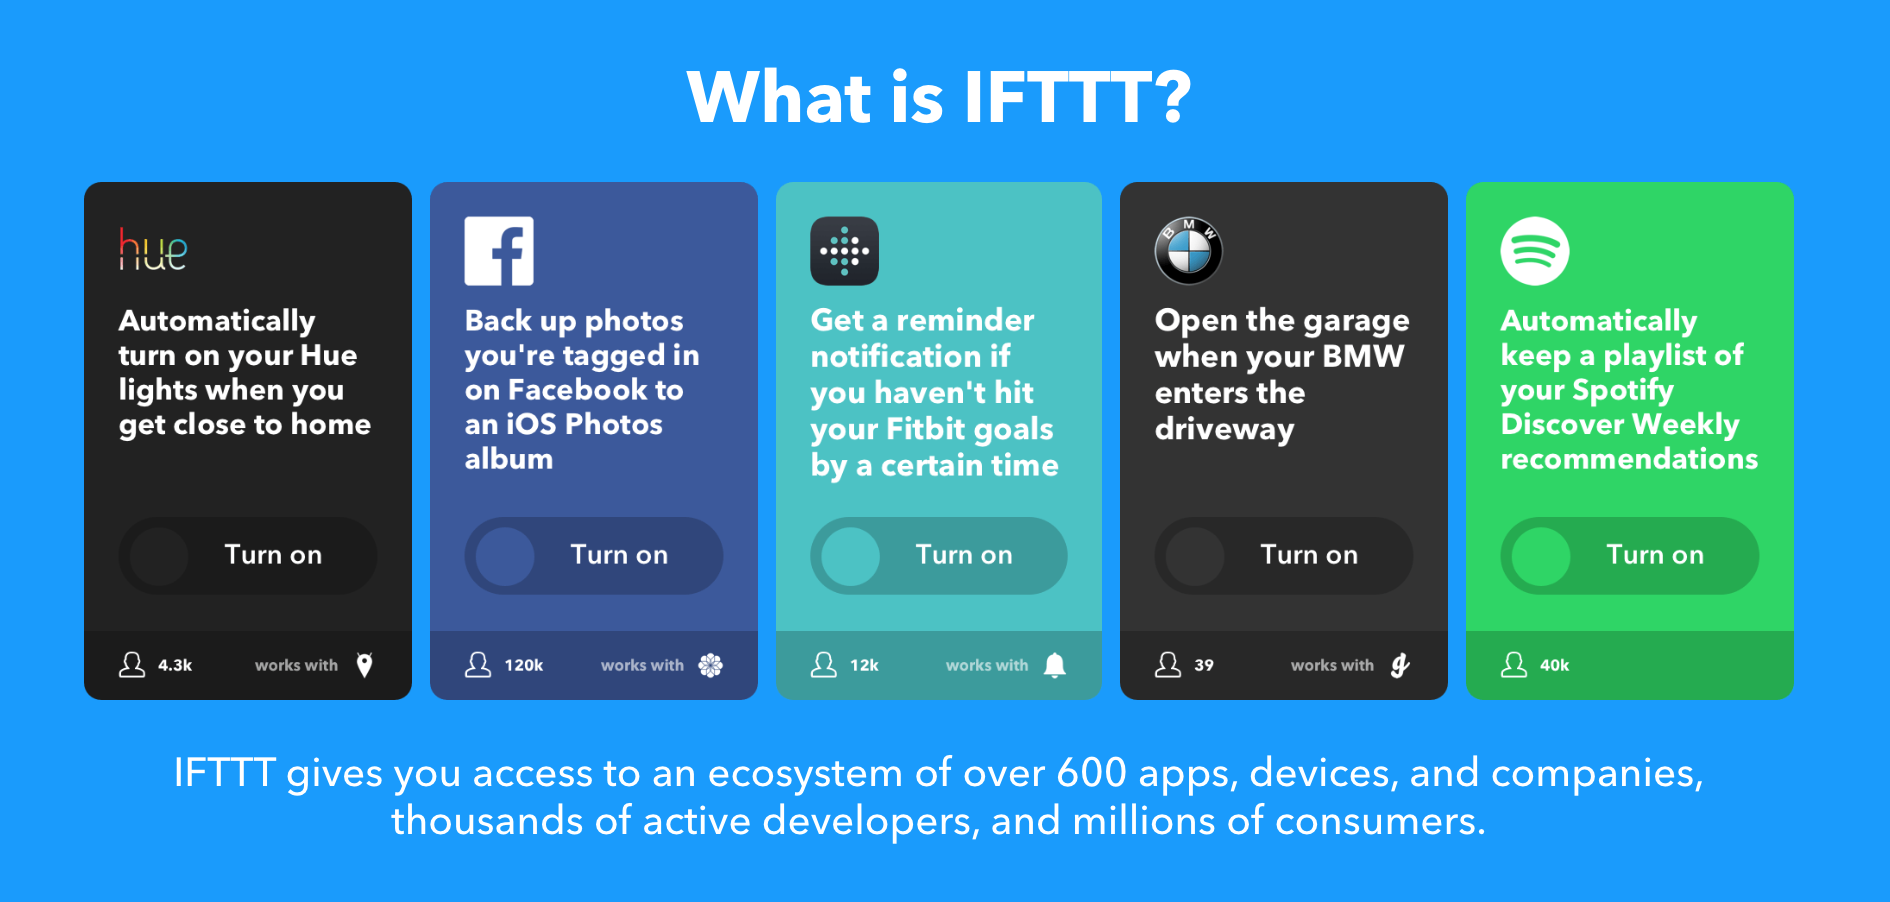 What is IFTTT?
hue
Automatically
turn on your Hue
lights when you
get close to home
Turn on
4.3k works with
Back up photos
you're tagged in
on Facebook to
an iOS Photos
album
Turn on
120k works with
Get a reminder
notification if
you haven't hit
your Fitbit goals
by a certain time
Turn on
12k works with
BMW
Open the garage
when your BMW
enters the
driveway
Turn on
39 works with g
Automatically
keep a playlist of
your Spotify
Discover Weekly
recommendations
Turn on
40k
IFTTT gives you access to an ecosystem of over 600 apps, devices, and companies,
thousands of active developers, and millions of consumers.